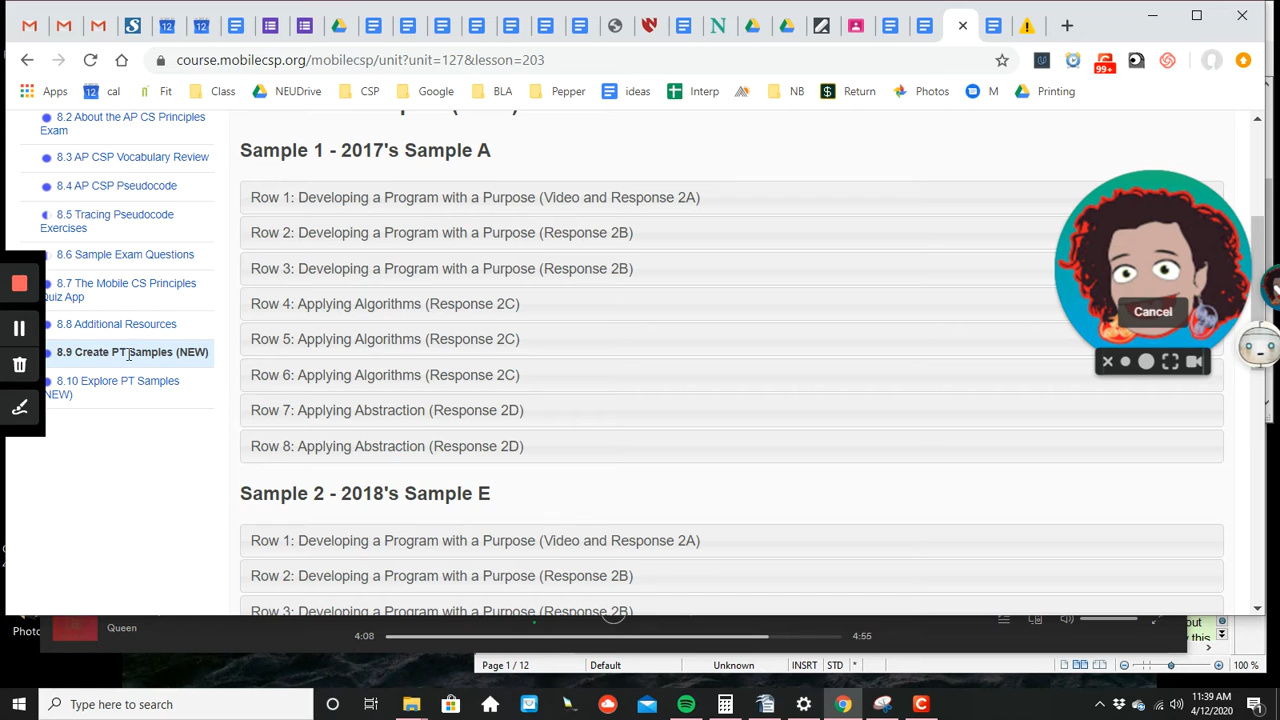 course.mobilecsp.org/mobilecsp/unit?unit=127&lesson=203
99+
Apps
12 cal
Fit
Class
NEUDrive
CSP
Google
BLA
Pepper
ideas
Interp
NB
Return
Photos
M
Printing
8.2 About the AP CS Principles
Exam
8.3 AP CSP Vocabulary Review
8.4 AP CSP Pseudocode
8.5 Tracing Pseudocode
Exercises
8.6 Sample Exam Questions
8.7 The Mobile CS Principles
Quiz App
8.8 Additional Resources
8.9 Create PT Samples (NEW)
8.10 Explore PT Samples
NEW)
Sample 1 - 2017's Sample A
Row 1: Developing a Program with a Purpose (Video and Response 2A)
Row 2: Developing a Program with a Purpose (Response 2B)
Row 3: Developing a Program with a Purpose (Response 2B)
Row 4: Applying Algorithms (Response 2C)
Row 5: Applying Algorithms (Response 2C)
Row 6: Applying Algorithms (Response 2C)
Row 7: Applying Abstraction (Response 2D)
Row 8: Applying Abstraction (Response 2D)
Sample 2 - 2018's Sample E
Row 1: Developing a Program with a Purpose (Video and Response 2A)
Row 2: Developing a Program with a Purpose (Response 2B)
Row 3: Developing a Program with a Purpose (Response 2B)
Cancel
Photo
Queen
4:08
4:55
out
this
Page 1 / 12
Default
Unknown
INSRT
STD
*
100 %
Type here to search
11:39 AM
4/12/2020